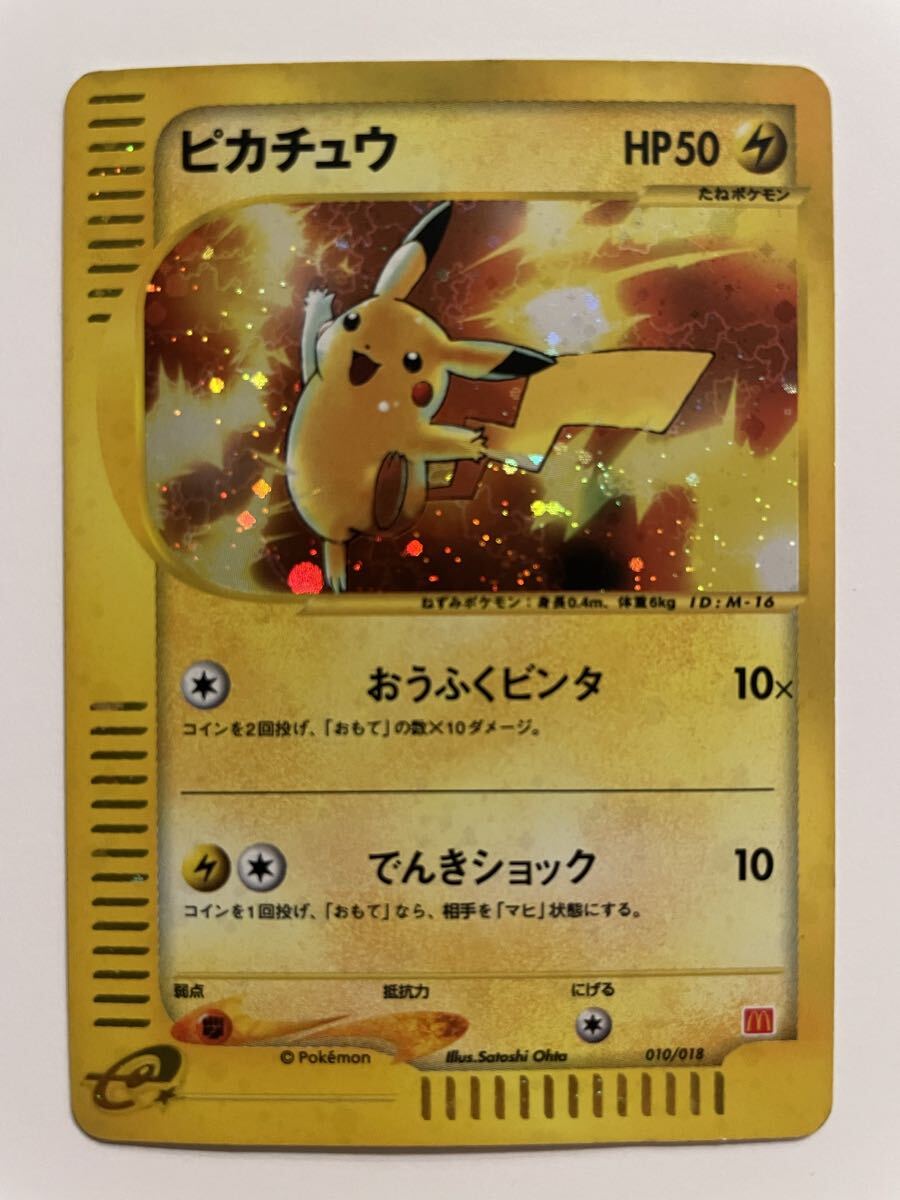 ピカチュウ HP50
たねポケモン
ねずみポケモン：身長0.4m、体重6kg ID:M-16
おうふくビンタ 10×
コインを2回投げ、「おもて」の数×10ダメージ。
でんきショック 10
コインを1回投げ、「おもて」なら、相手を「マヒ」状態にする。
弱点 抵抗力 にげる
© Pokémon Illus.Satoshi Ohta 010/018